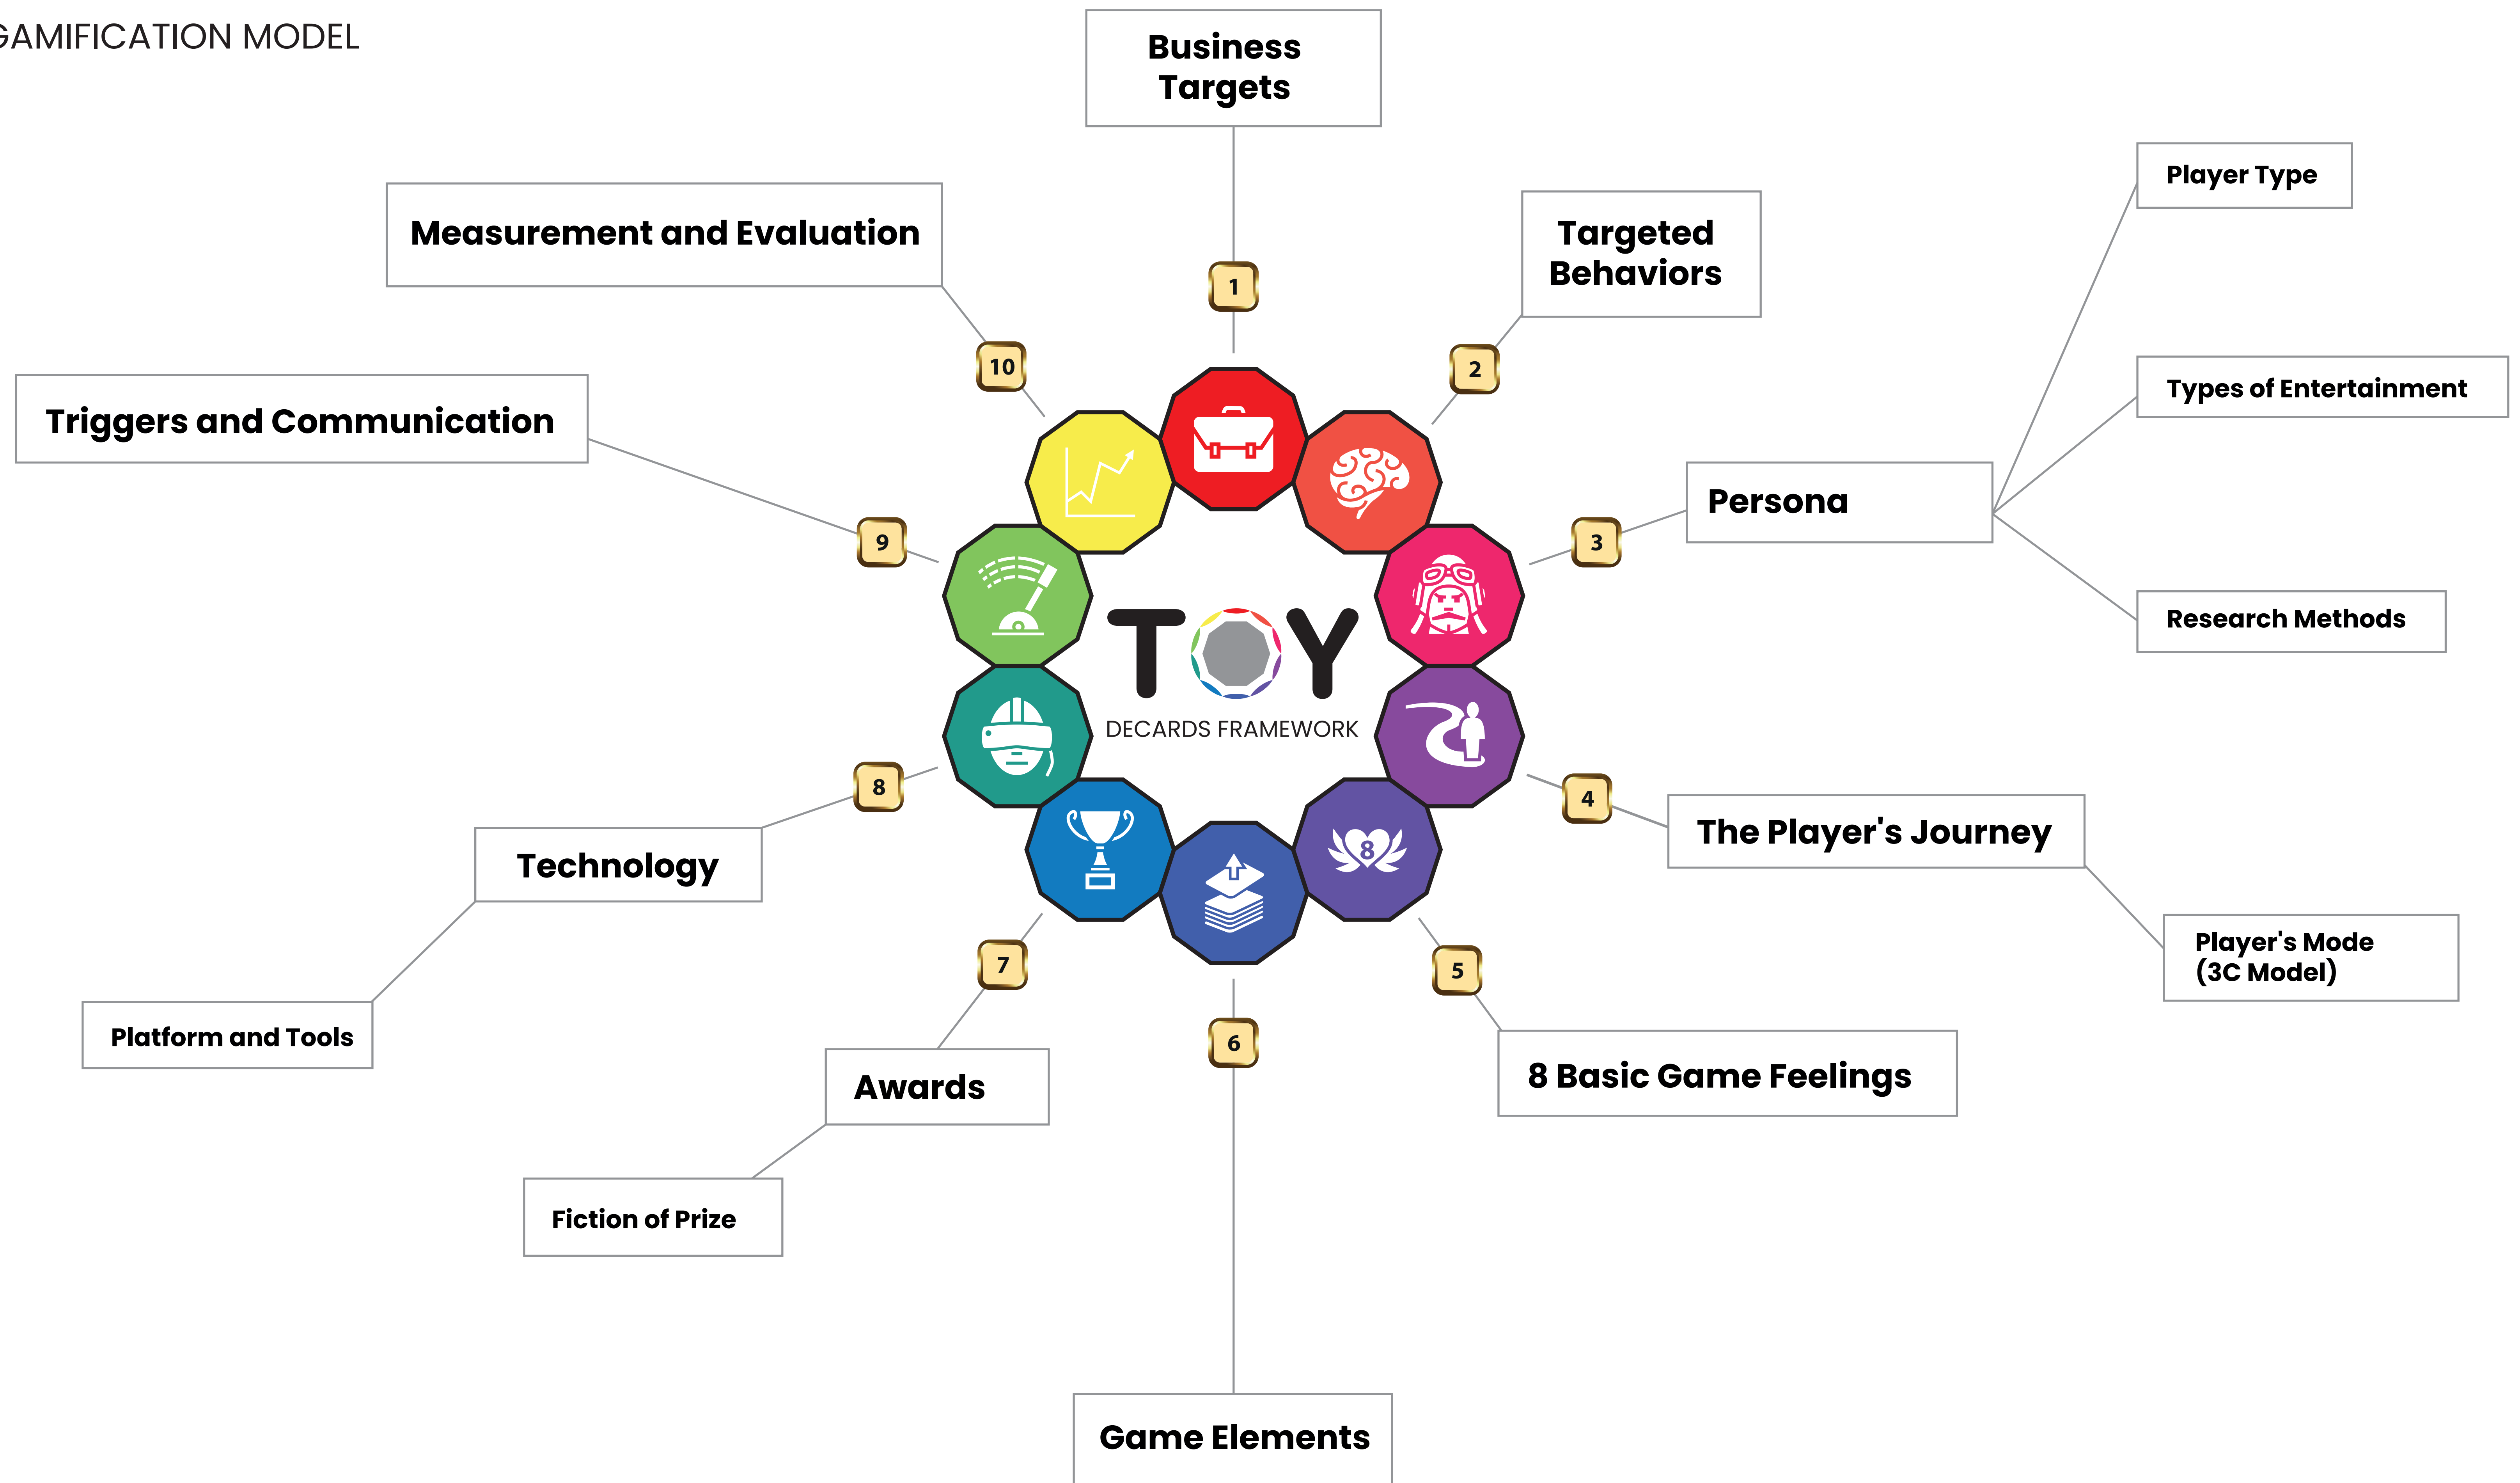 GAMIFICATION MODEL
Business
Targets
1
Targeted
Behaviors
2
Persona
3
Player Type
Types of Entertainment
Research Methods
The Player's Journey
4
Player's Mode
(3C Model)
8 Basic Game Feelings
5
8
Game Elements
6
Awards
7
Fiction of Prize
Technology
8
Platform and Tools
Triggers and Communication
9
Measurement and Evaluation
10
TOY
DECARDS FRAMEWORK